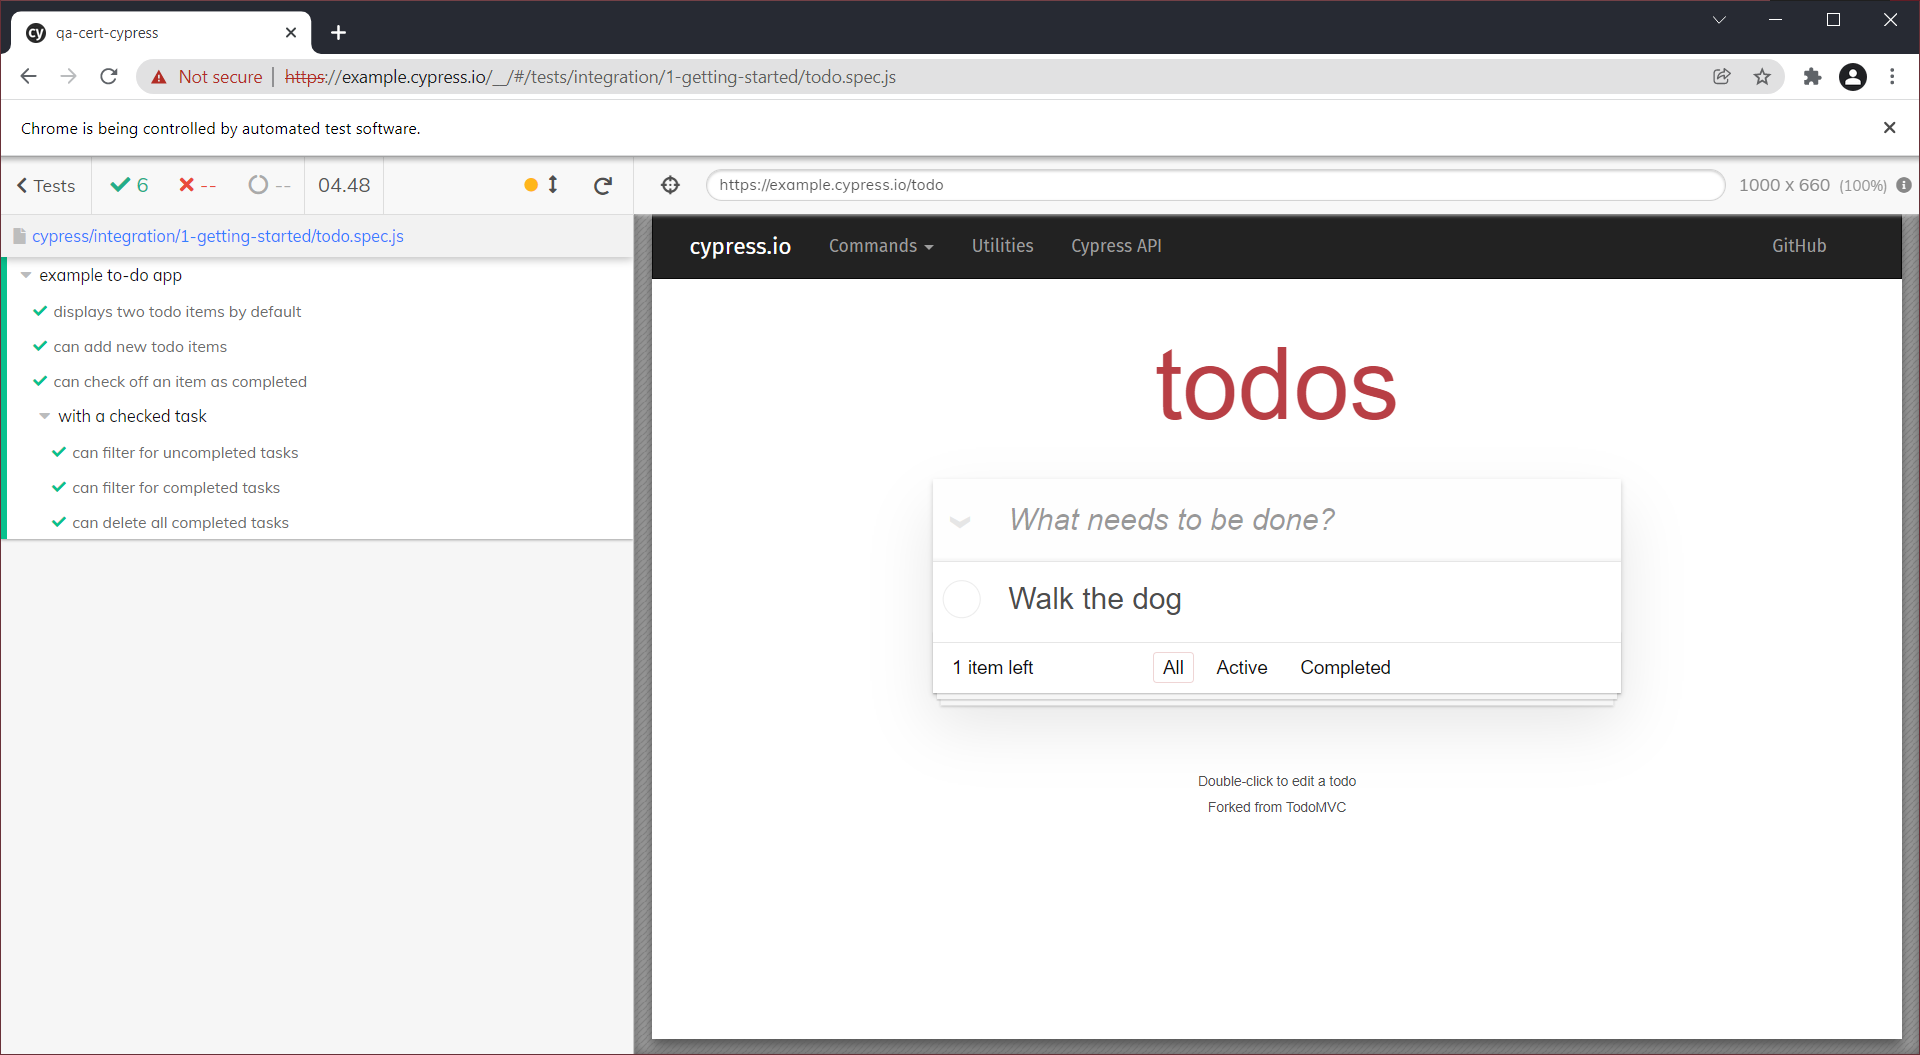 cy qa-cert-cypress
Not secure | https://example.cypress.io/__/#/tests/integration/1-getting-started/todo.spec.js
Chrome is being controlled by automated test software.
Tests 6 -- -- 04.48
https://example.cypress.io/todo 1000 x 660 (100%)
cypress/integration/1-getting-started/todo.spec.js
example to-do app
displays two todo items by default
can add new todo items
can check off an item as completed
with a checked task
can filter for uncompleted tasks
can filter for completed tasks
can delete all completed tasks
cypress.io Commands Utilities Cypress API GitHub
todos
What needs to be done?
Walk the dog
1 item left All Active Completed
Double-click to edit a todo
Forked from TodoMVC